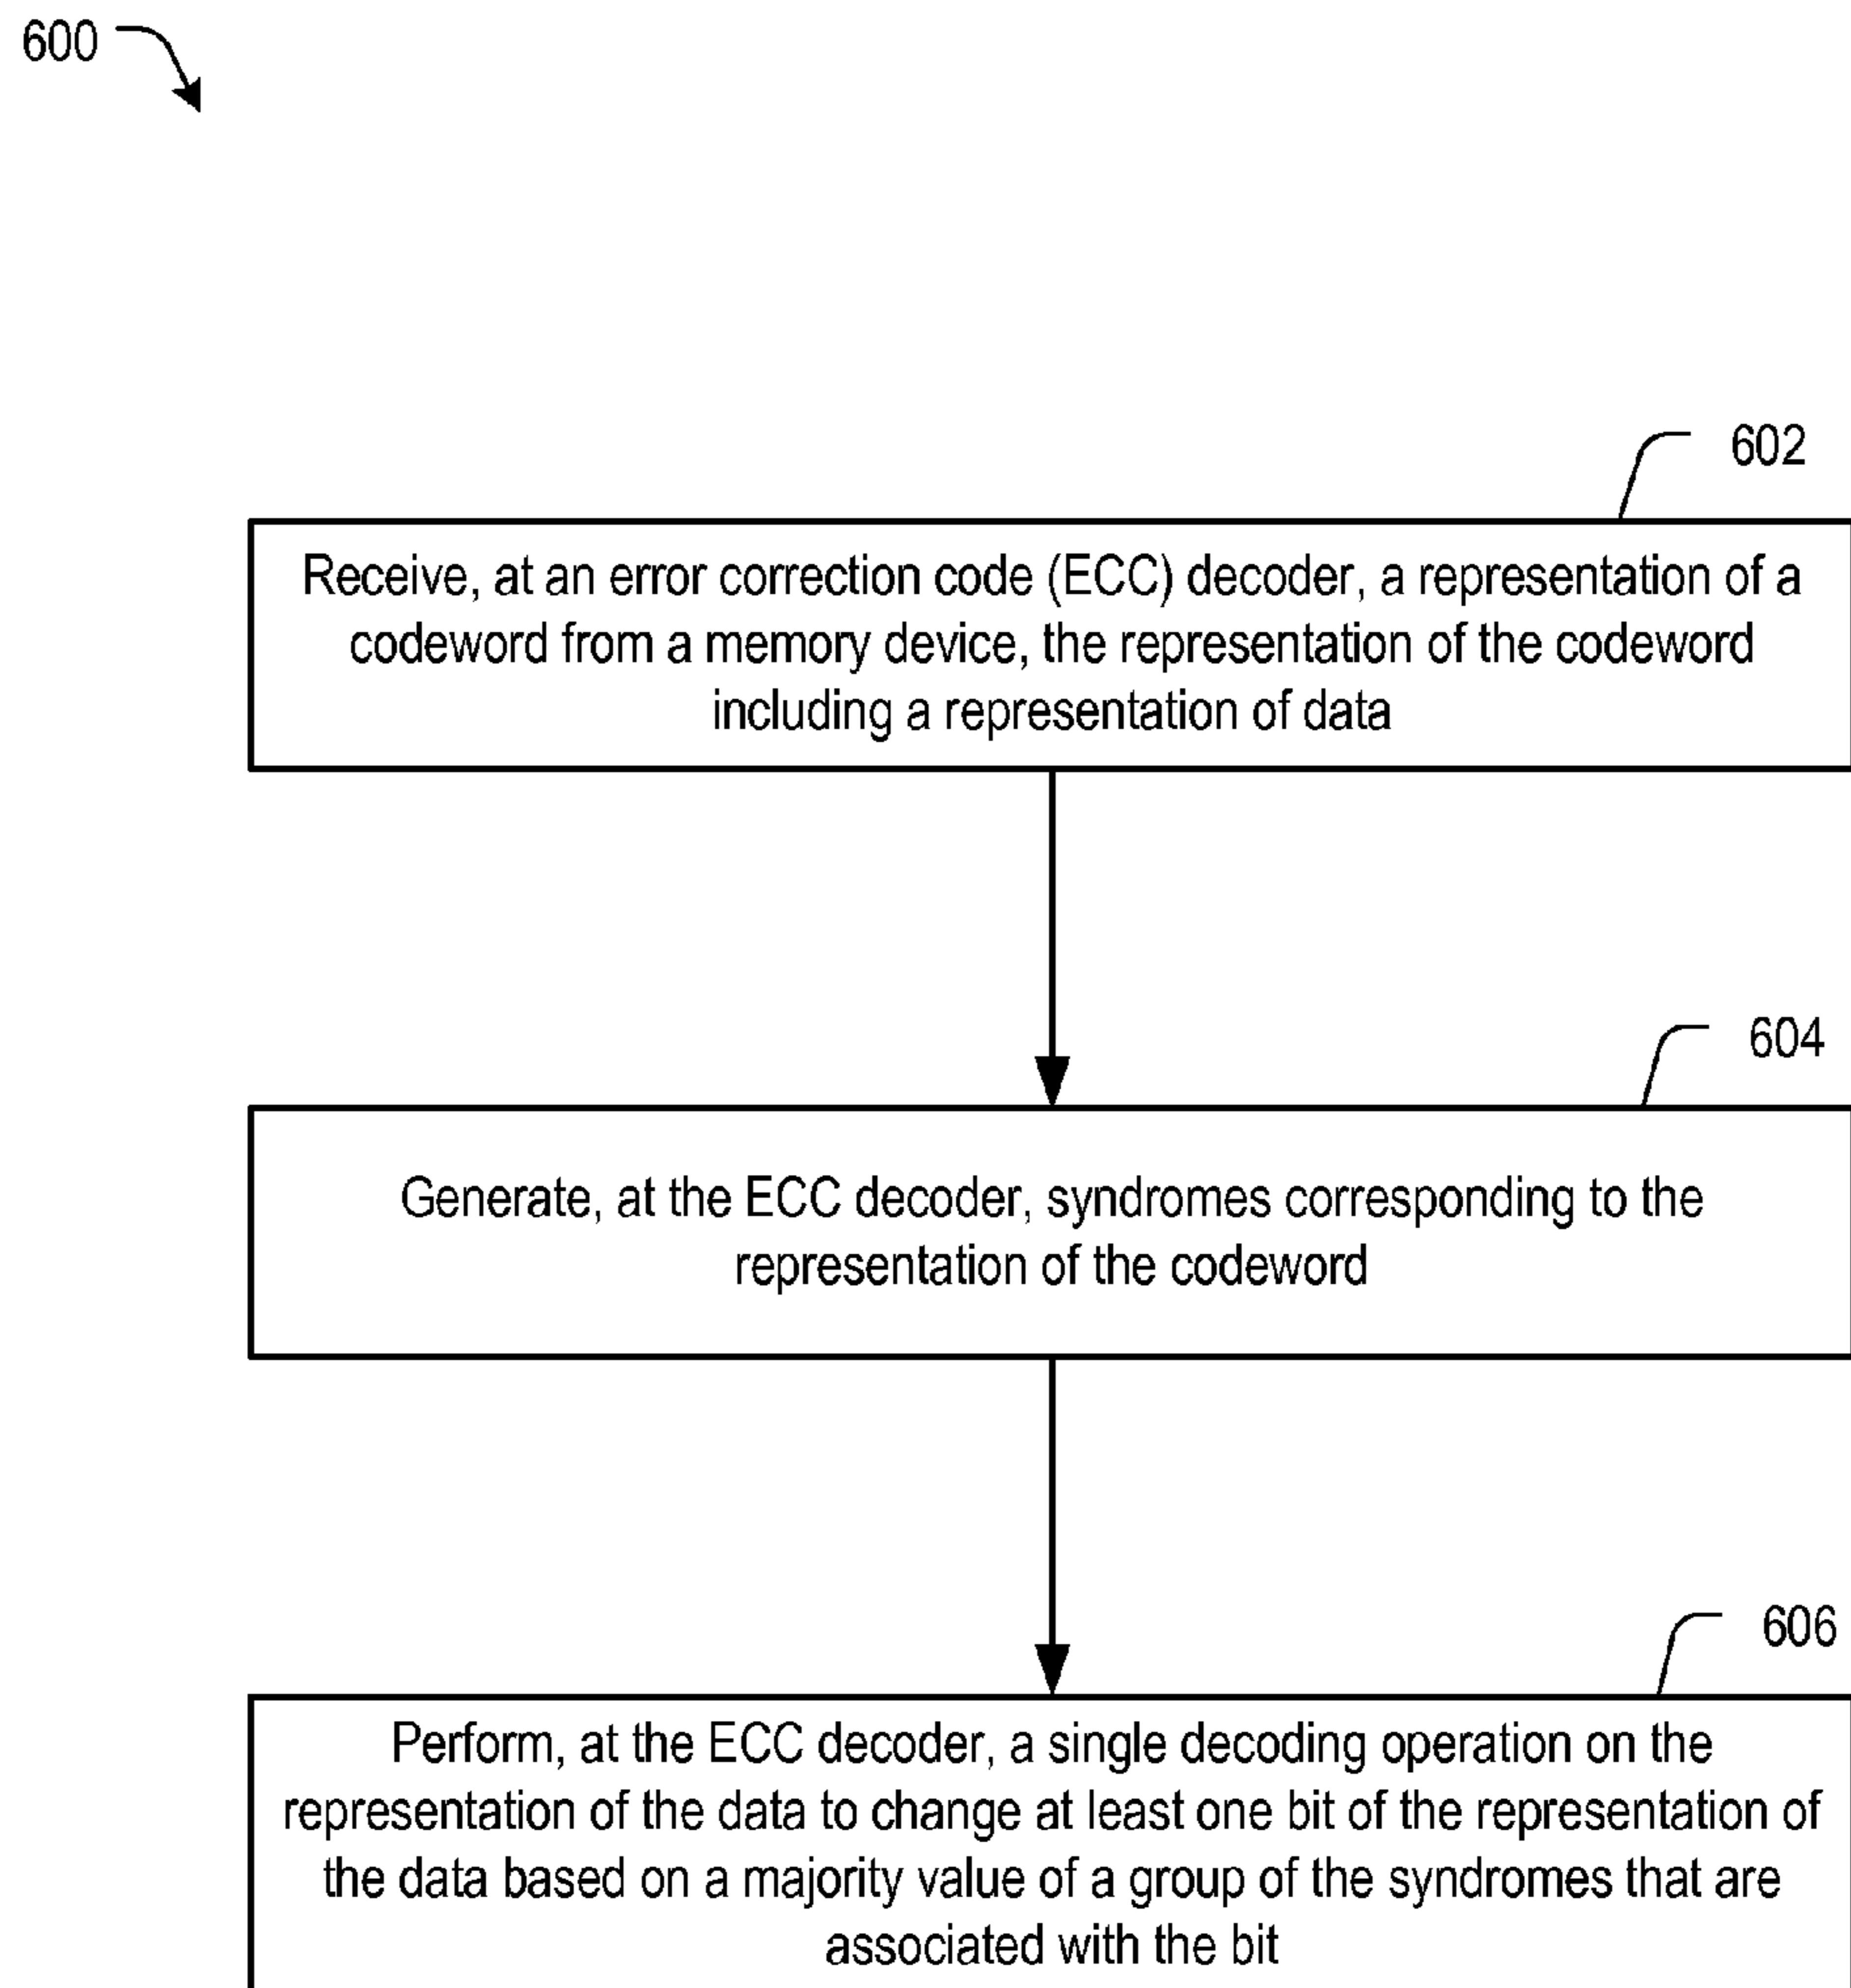 600
602
Receive, at an error correction code (ECC) decoder, a representation of a
codeword from a memory device, the representation of the codeword
including a representation of data
604
Generate, at the ECC decoder, syndromes corresponding to the
representation of the codeword
606
Perform, at the ECC decoder, a single decoding operation on the
representation of the data to change at least one bit of the representation of
the data based on a majority value of a group of the syndromes that are
associated with the bit